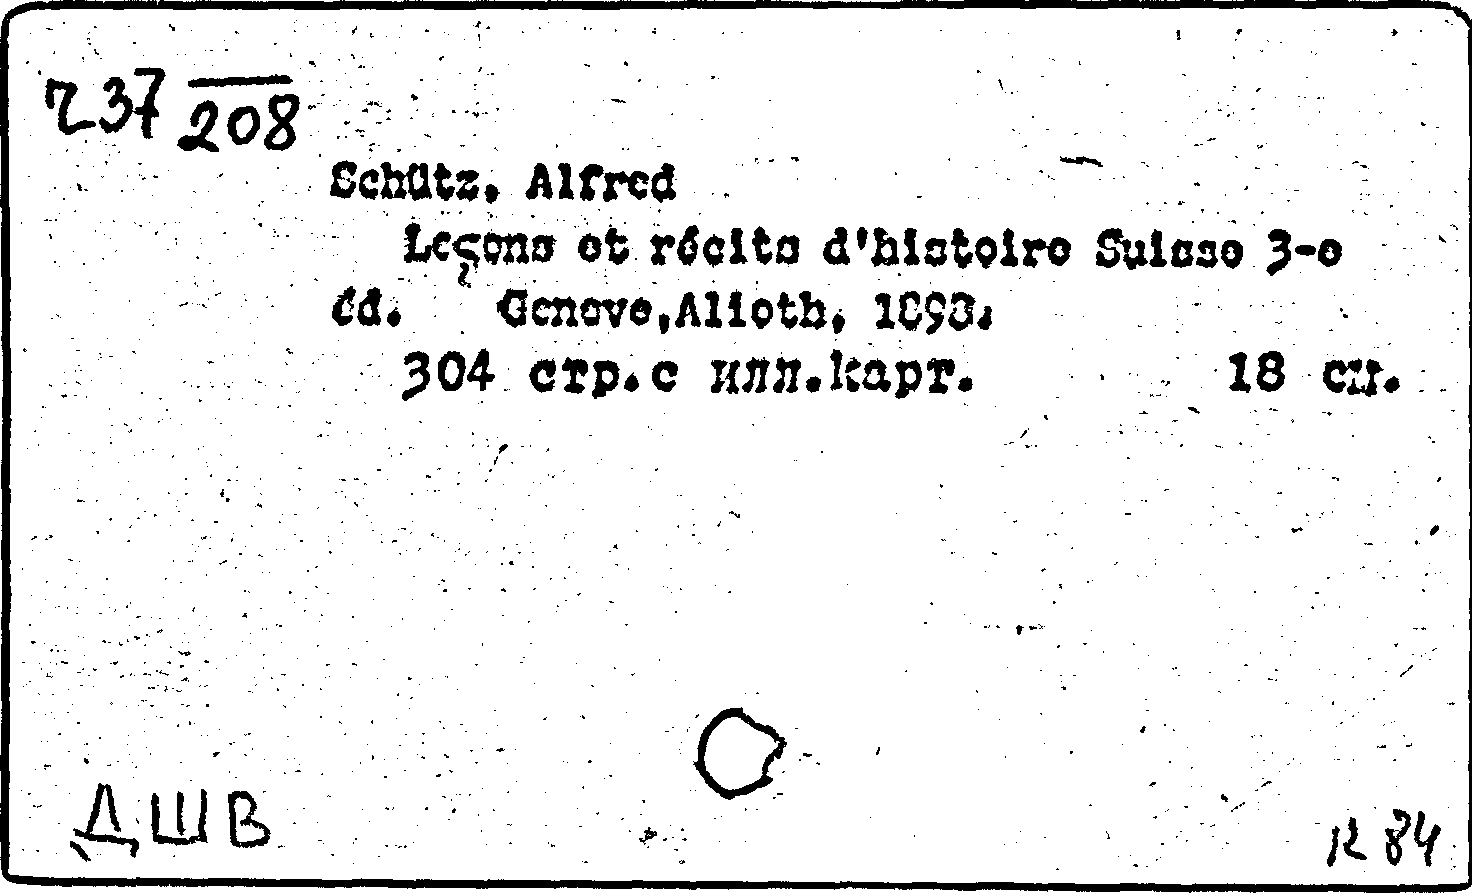 237 208
Schütz, Alfred
Leçons et récits d'histoire Suisse 3-e
éd. Geneve,Alioth, 1893.
304 стр.с илл.карт. 18 см.
ДШВ
к 84